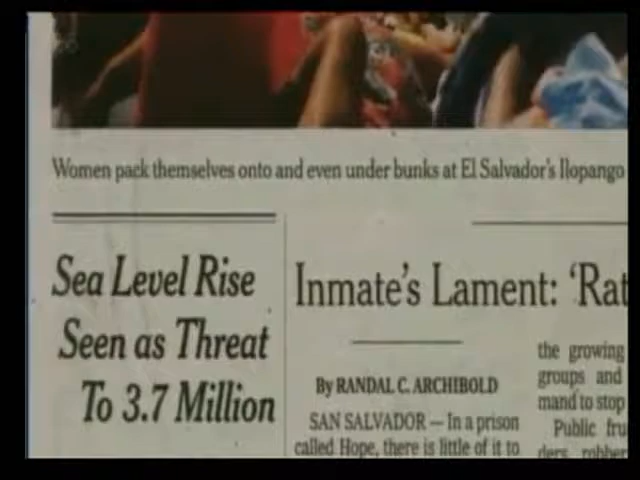 Women pack themselves onto and even under bunks at El Salvador's Ilopango
Sea Level Rise
Seen as Threat
To 3.7 Million
Inmate's Lament: 'Rat
By RANDAL C. ARCHIBOLD
SAN SALVADOR — In a prison
called Hope, there is little of it to
the growing
groups and
mand to stop
Public fru
ders, robber